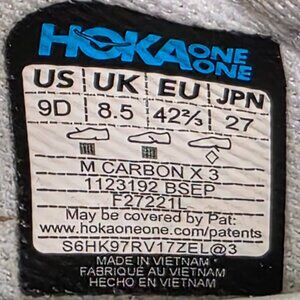 HOKA ONE ONE
US UK EU JPN
9D 8.5 42⅔ 27
M CARBON X 3
1123192 BSEP
F27221L
May be covered by Pat:
www.hokaoneone.com/patents
S6HK97RV17ZEL@3
MADE IN VIETNAM
FABRIQUÉ AU VIETNAM
HECHO EN VIETNAM